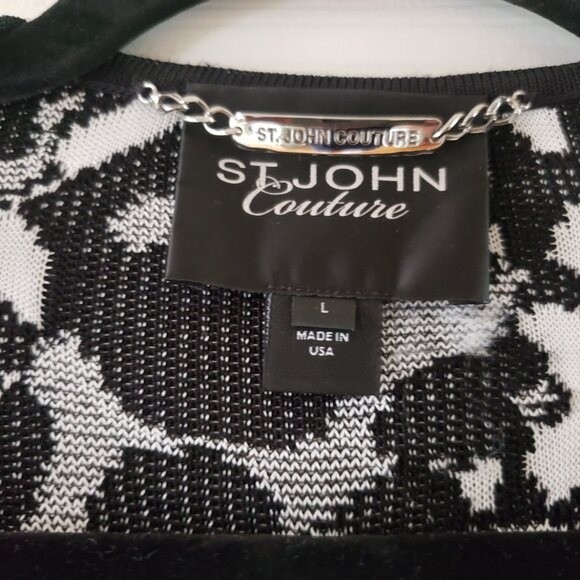 ST. JOHN COUTURE
ST. JOHN
Couture
L
MADE IN
USA